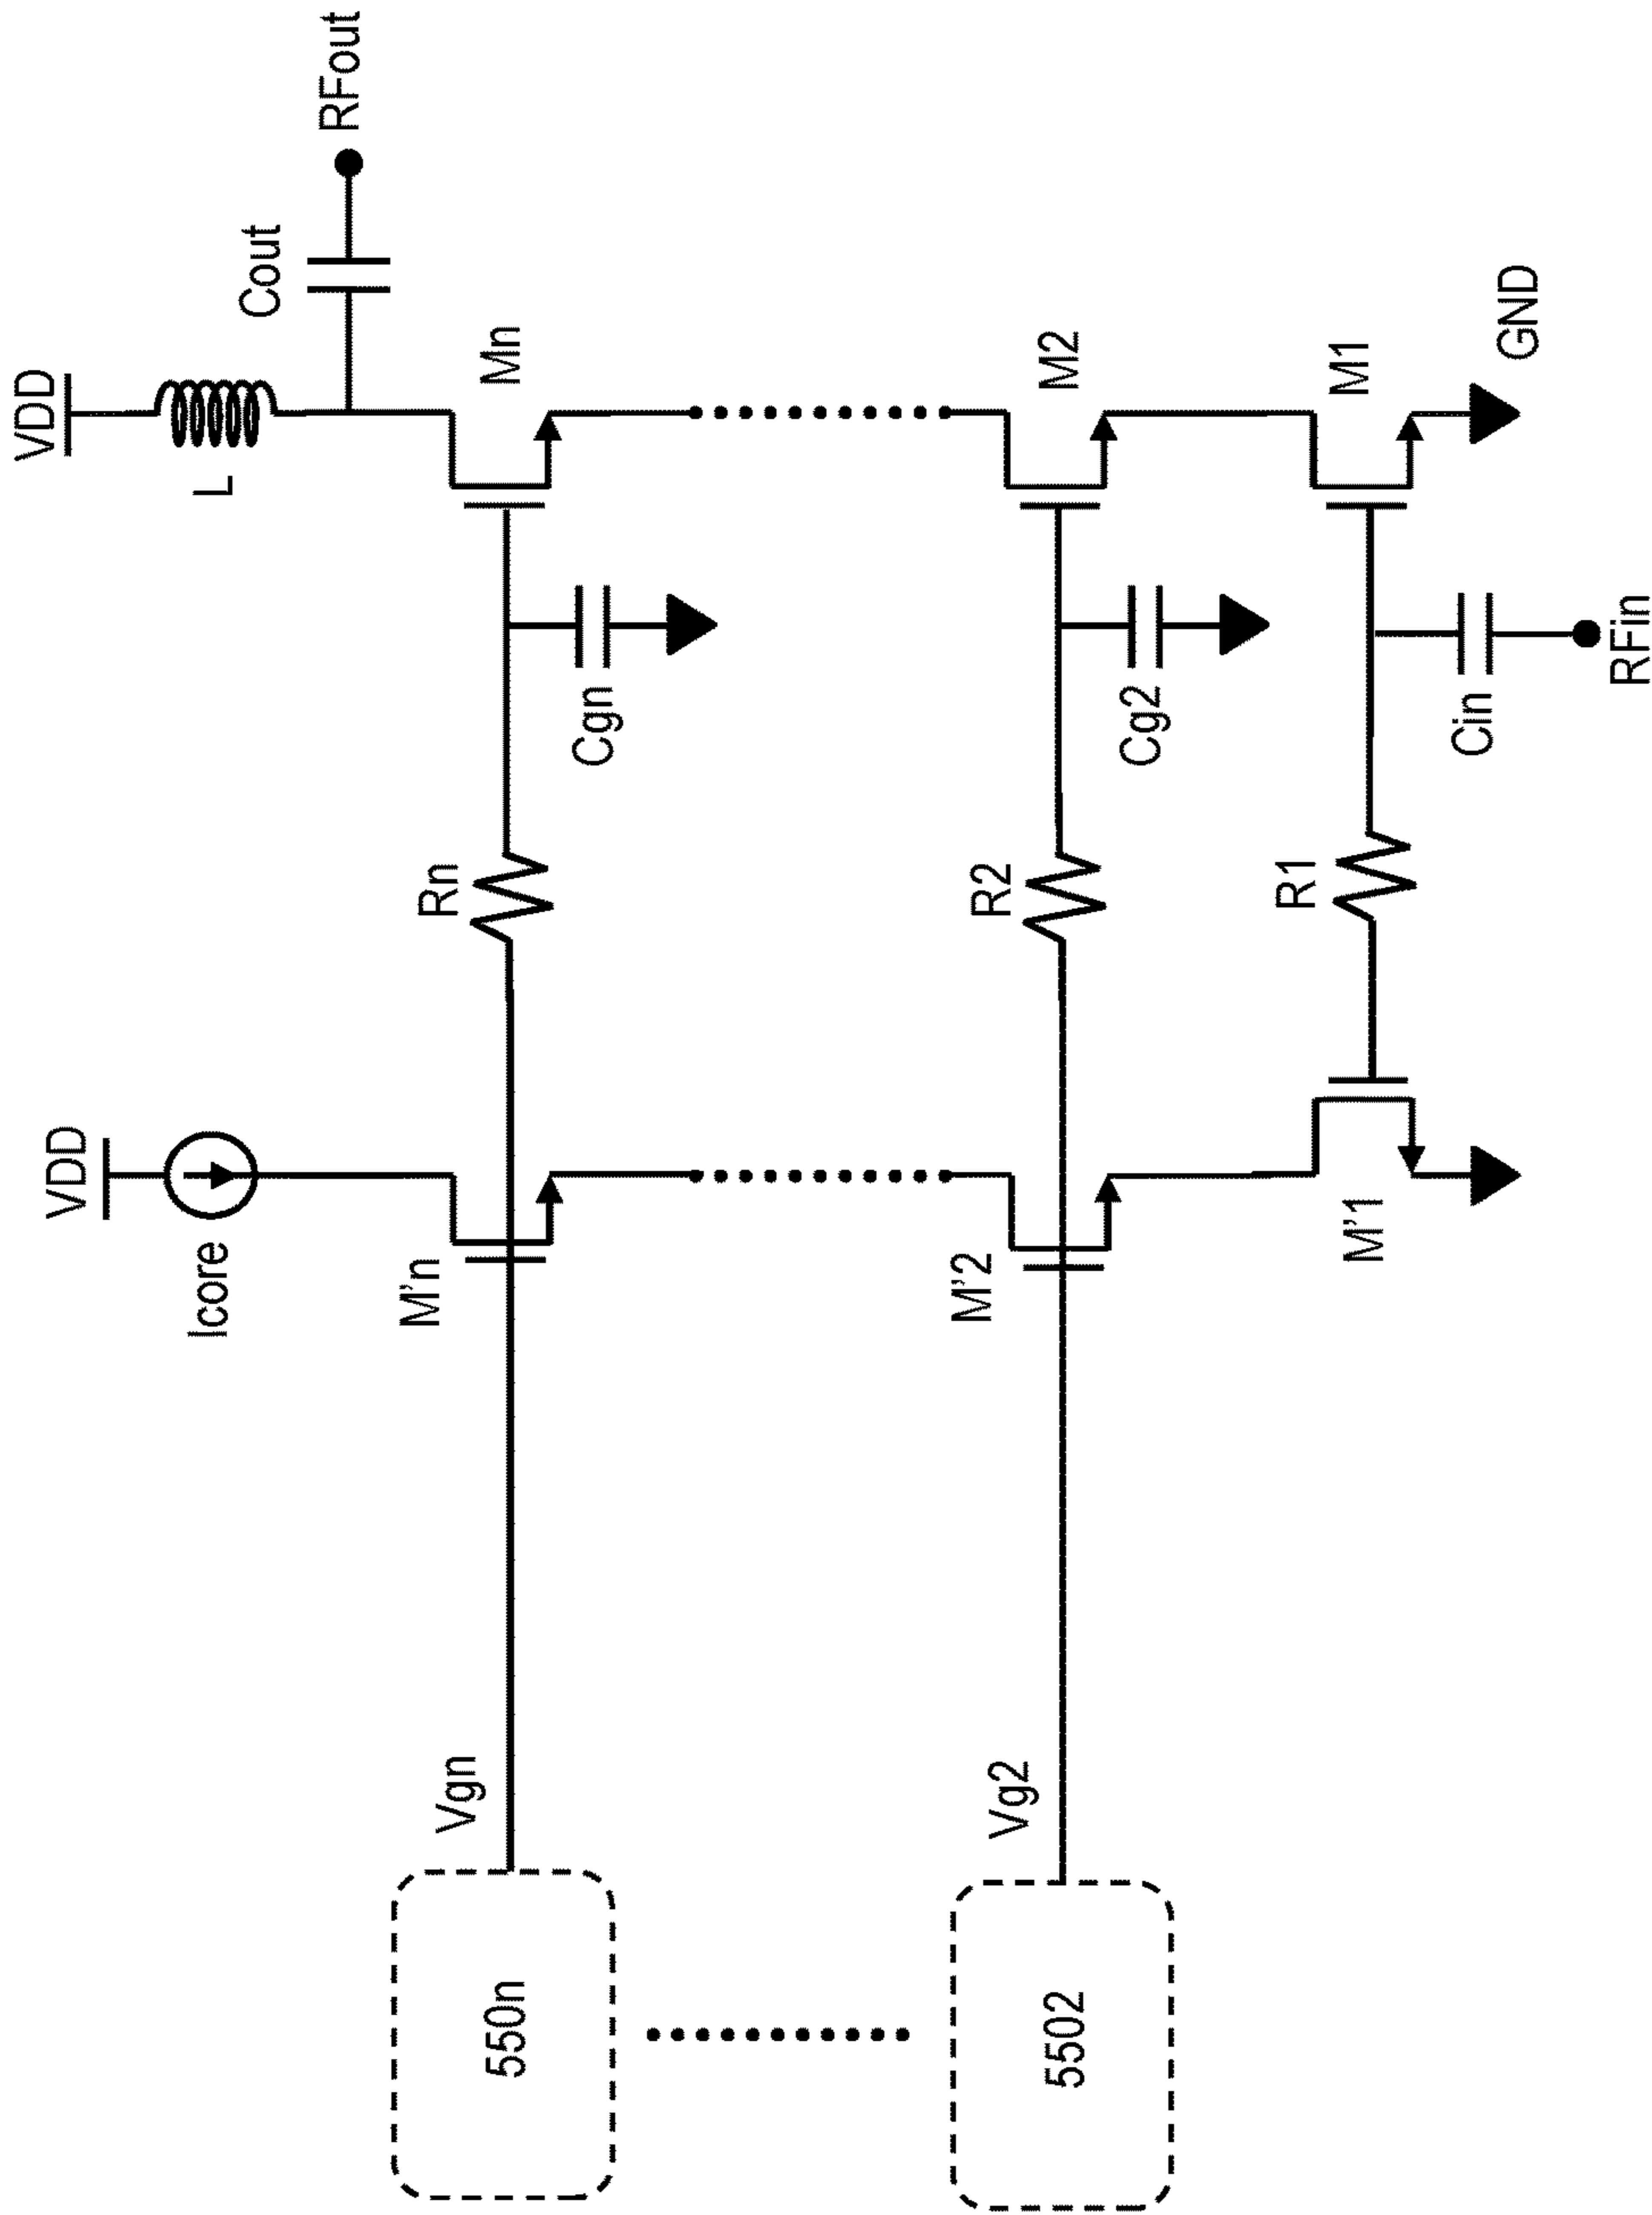 VDD
VDD
L
Cout
RFout
Icore
Mn
M'n
Rn
Cgn
Vgn
550n
M2
M'2
R2
Cg2
Vg2
5502
M1
M'1
R1
Cin
GND
RFin